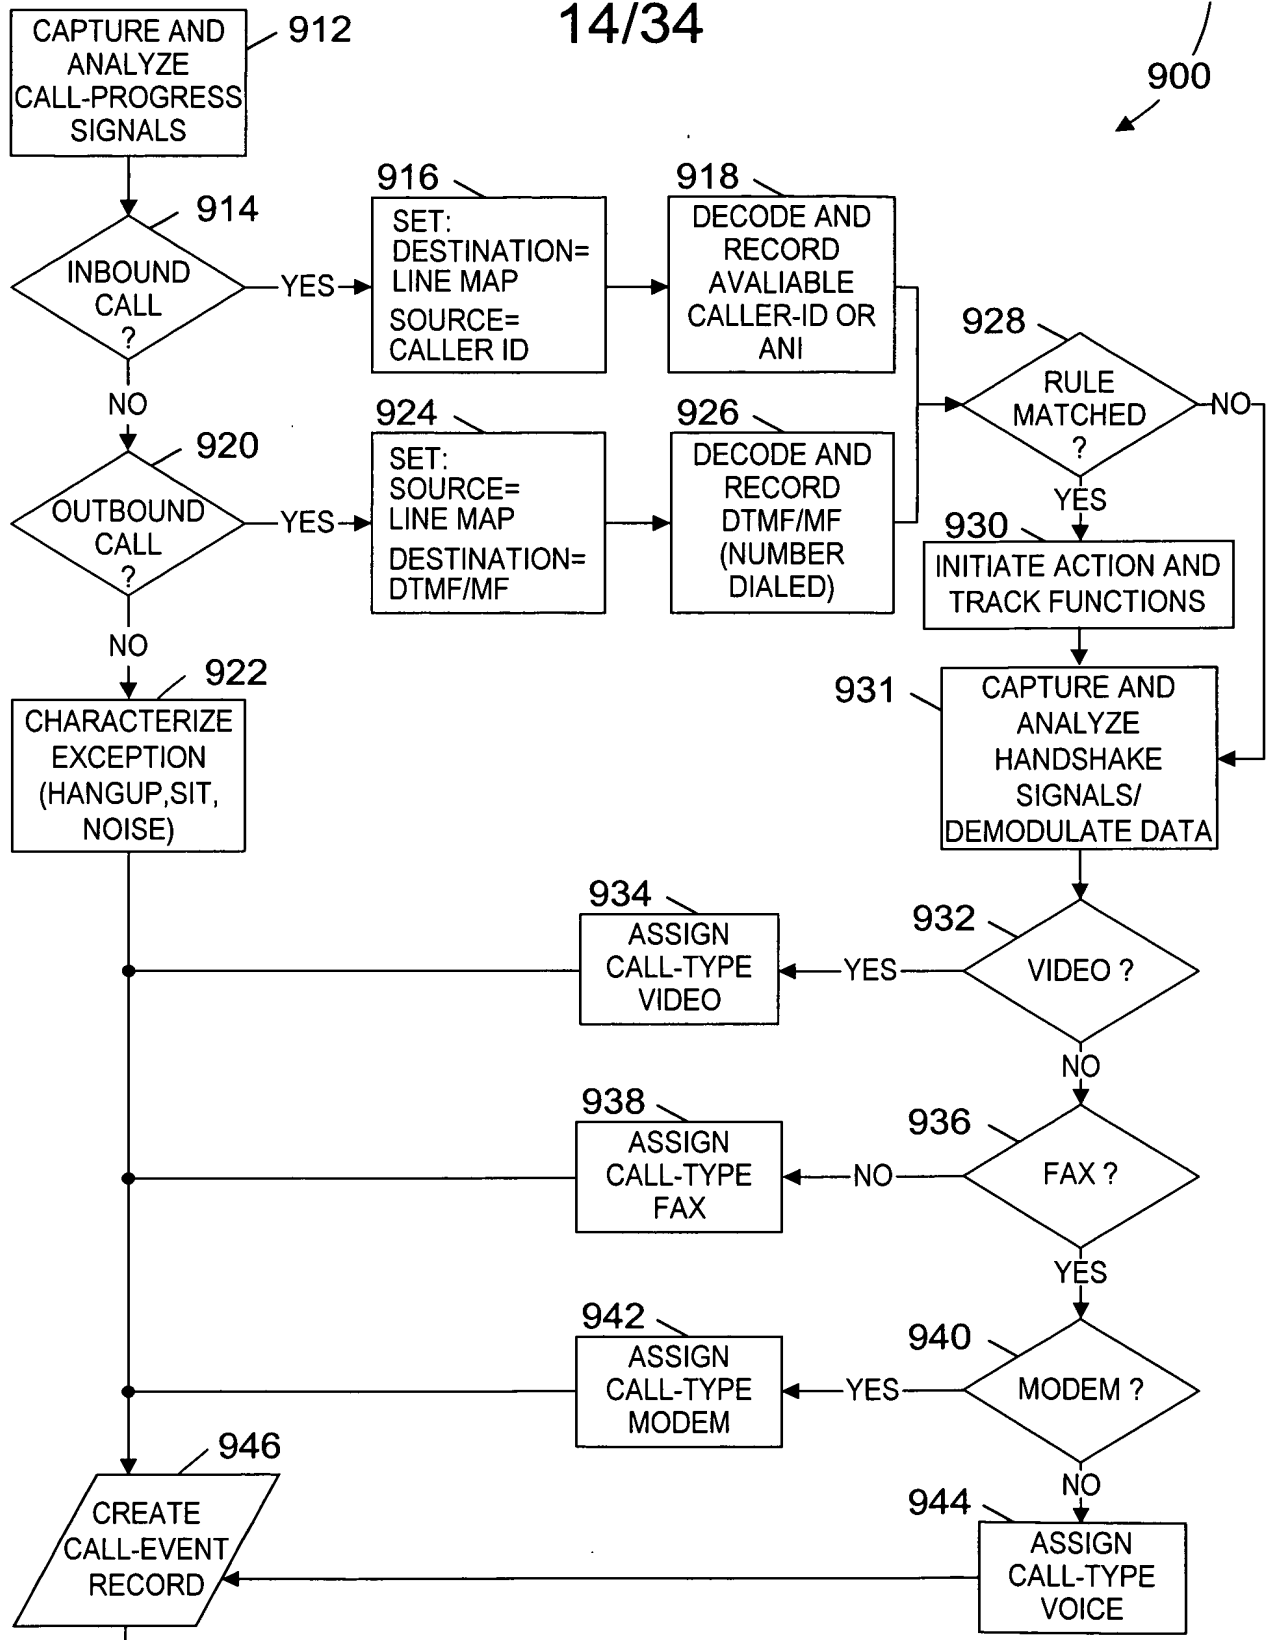 14/34
900
912
CAPTURE AND
ANALYZE
CALL-PROGRESS
SIGNALS
914
INBOUND
CALL
?
YES
NO
916
SET:
DESTINATION=
LINE MAP
SOURCE=
CALLER ID
918
DECODE AND
RECORD
AVALIABLE
CALLER-ID OR
ANI
920
OUTBOUND
CALL
?
YES
NO
924
SET:
SOURCE=
LINE MAP
DESTINATION=
DTMF/MF
926
DECODE AND
RECORD
DTMF/MF
(NUMBER
DIALED)
928
RULE
MATCHED
?
NO
YES
930
INITIATE ACTION AND
TRACK FUNCTIONS
922
CHARACTERIZE
EXCEPTION
(HANGUP,SIT,
NOISE)
931
CAPTURE AND
ANALYZE
HANDSHAKE
SIGNALS/
DEMODULATE DATA
932
VIDEO ?
YES
NO
934
ASSIGN
CALL-TYPE
VIDEO
936
FAX ?
NO
YES
938
ASSIGN
CALL-TYPE
FAX
940
MODEM ?
YES
NO
942
ASSIGN
CALL-TYPE
MODEM
944
ASSIGN
CALL-TYPE
VOICE
946
CREATE
CALL-EVENT
RECORD